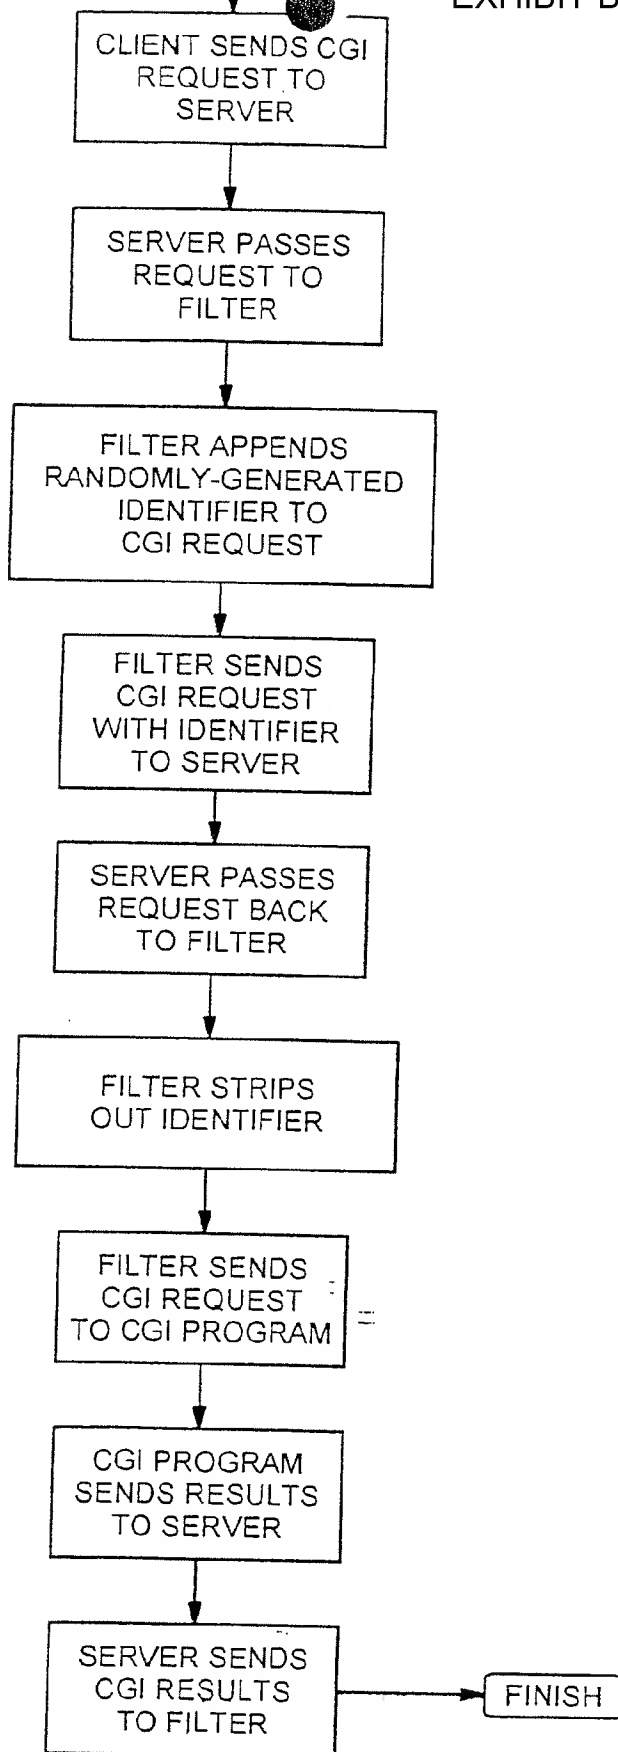 EXHIBIT B
CLIENT SENDS CGI
REQUEST TO
SERVER
SERVER PASSES
REQUEST TO
FILTER
FILTER APPENDS
RANDOMLY-GENERATED
IDENTIFIER TO
CGI REQUEST
FILTER SENDS
CGI REQUEST
WITH IDENTIFIER
TO SERVER
SERVER PASSES
REQUEST BACK
TO FILTER
FILTER STRIPS
OUT IDENTIFIER
FILTER SENDS
CGI REQUEST
TO CGI PROGRAM
CGI PROGRAM
SENDS RESULTS
TO SERVER
SERVER SENDS
CGI RESULTS
TO FILTER
FINISH